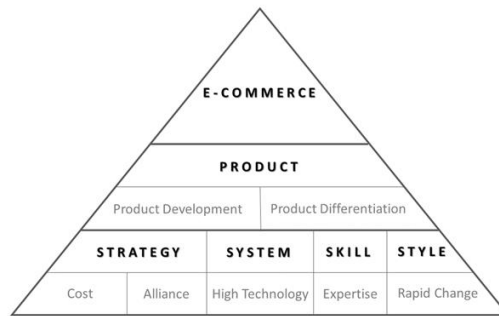 E-COMMERCE
PRODUCT
Product Development Product Differentiation
STRATEGY SYSTEM SKILL STYLE
Cost Alliance High Technology Expertise Rapid Change